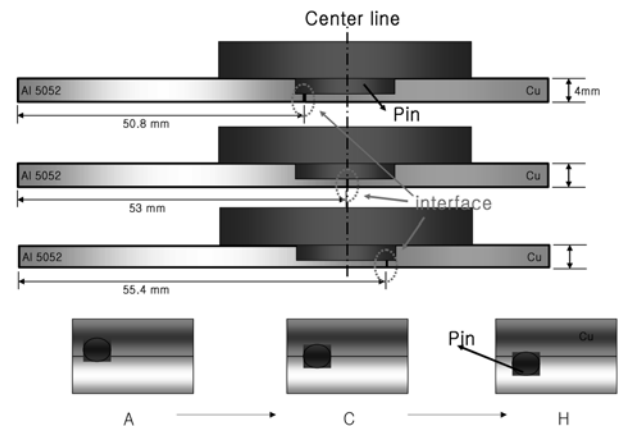 Center line
Al 5052
Cu
4mm
Pin
50.8 mm
Al 5052
Cu
53 mm
interface
Al 5052
Cu
55.4 mm
Pin
Cu
A
C
H